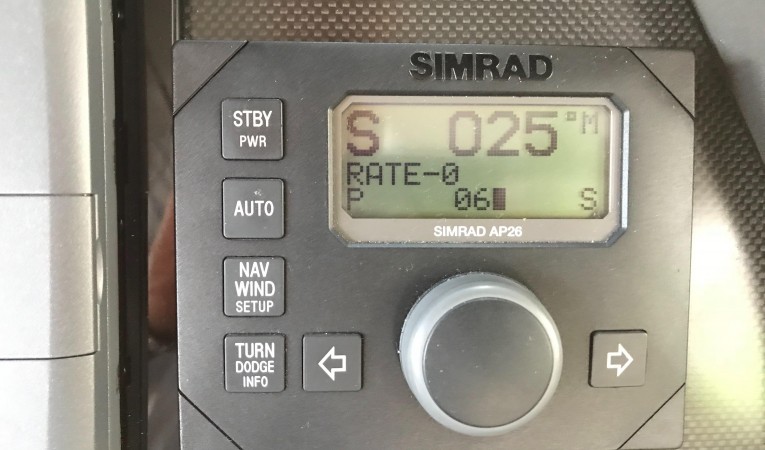 SIMRAD
S 025°M
RATE-0
P 06 S
SIMRAD AP26
STBY
PWR
AUTO
NAV
WIND
SETUP
TURN
DODGE
INFO